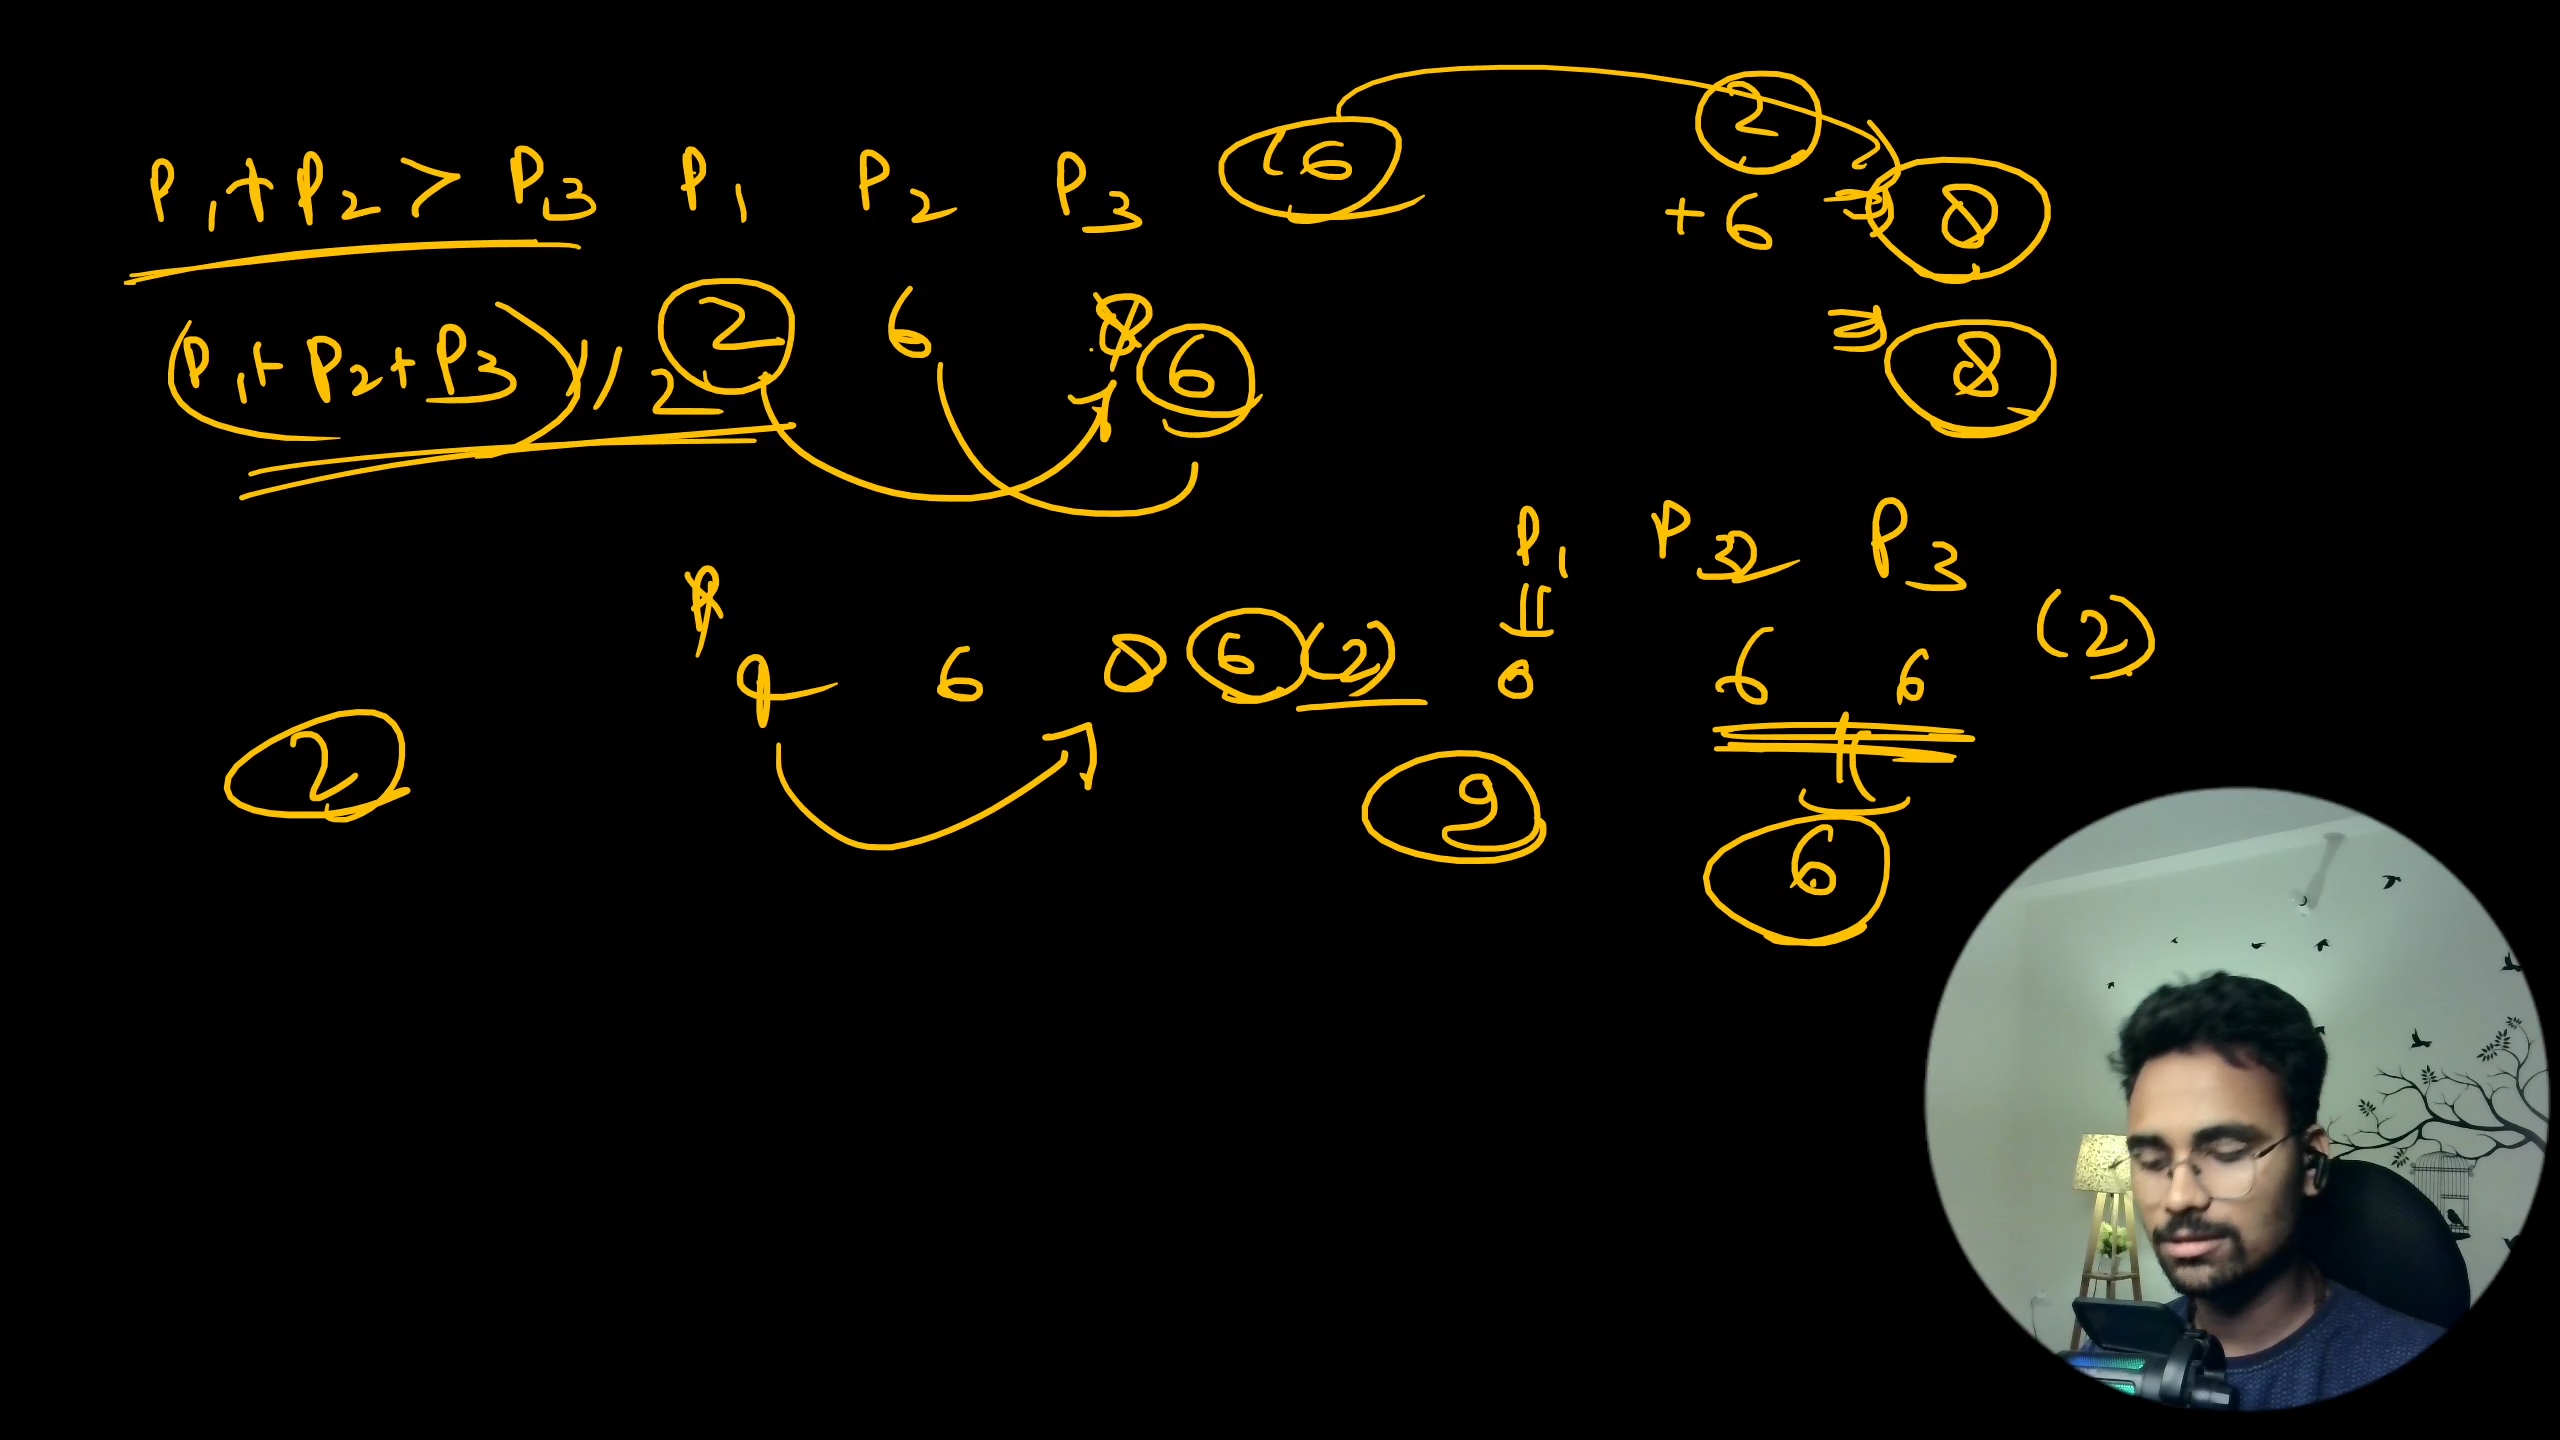 P1+P2 > P3 P1 P2 P3 16 2
+6 ⇒ 8
(P1+P2+P3) // 2 2 6 8 6 ⇒ 8
P1 P2 P3
9 6 8 6 (2) 0 6 6 (2)
2 9 6